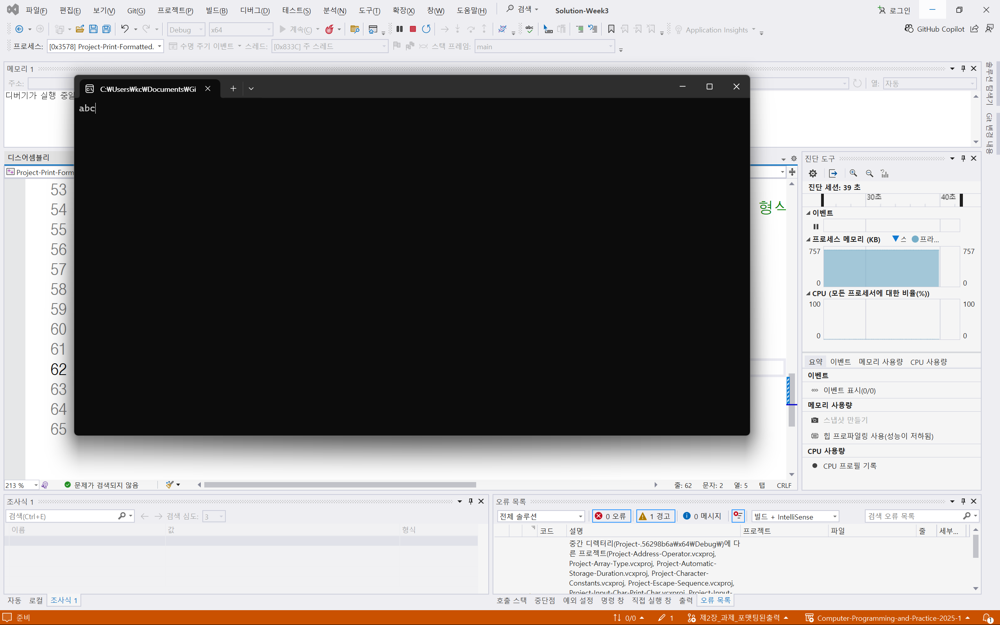 파일(F) 편집(E) 보기(V) Git(G) 프로젝트(P) 빌드(B) 디버그(D) 테스트(S) 분석(N) 도구(T) 확장(X) 창(W) 도움말(H) 검색 Solution-Week3 로그인
Debug x64 계속(C) abc Application Insights GitHub Copilot
프로세스: [0x3578] Project-Print-Formatted. 수명 주기 이벤트 스레드: [0x833C] 주 스레드 스택 프레임: main
메모리 1
주소: 열: 자동
디버기가 실행 중일
C:₩Users₩kc₩Documents₩Gi
abc
솔루션 탐색기
Git 변경 내용
디스어셈블리
Project-Print-Form
53
54 형스
55
56
57
58
59
60
61
62
63
64
65
213 % 문제가 검색되지 않음 줄: 62 문자: 2 열: 5 탭 CRLF
진단 도구
진단 세션: 39 초
30초 40초
이벤트
프로세스 메모리 (KB) 스 프라...
757 757
0 0
CPU (모든 프로세서에 대한 비율(%))
100 100
0 0
요약 이벤트 메모리 사용량 CPU 사용량
이벤트
이벤트 표시(0/0)
메모리 사용량
스냅샷 만들기
힙 프로파일링 사용(성능이 저하됨)
CPU 사용량
CPU 프로필 기록
조사식 1
검색(Ctrl+E) 검색 심도: 3
이름 값 형식
자동 로컬 조사식 1
오류 목록
전체 솔루션 0 오류 1 경고 0 메시지 빌드 + IntelliSense 검색 오류 목록
코드 설명 프로젝트 파일 줄 세부...
중간 디렉터리(Project-.56298b6a₩x64₩Debug₩)에 다
른 프로젝트(Project-Address-Operator.vcxproj,
Project-Array-Type.vcxproj, Project-Automatic-
Storage-Duration.vcxproj, Project-Character-
Constants.vcxproj, Project-Escape-Sequence.vcxproj,
Project-Input-Char-Print-Char.vcxproj, Project-Input-
호출 스택 중단점 예외 설정 명령 창 직접 실행 창 출력 오류 목록
준비 0/0 1 제2장_과제_포맷팅된출력 Computer-Programming-and-Practice-2025-1 1